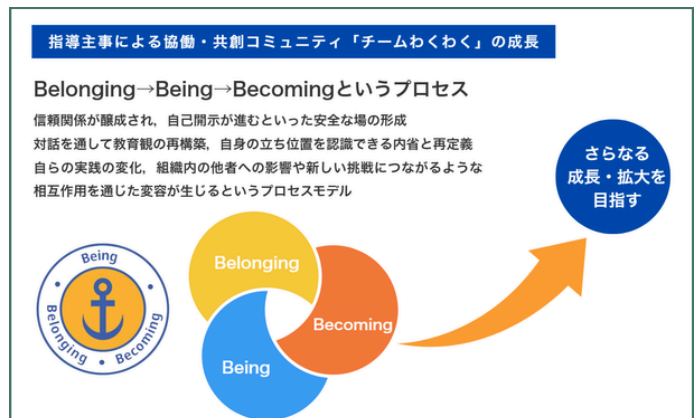 指導主事による協働・共創コミュニティ「チームわくわく」の成長
Belonging→Being→Becomingというプロセス
信頼関係が醸成され，自己開示が進むといった安全な場の形成
対話を通して教育観の再構築，自身の立ち位置を認識できる内省と再定義
自らの実践の変化，組織内の他者への影響や新しい挑戦につながるような
相互作用を通じた変容が生じるというプロセスモデル
さらなる
成長・拡大を
目指す
Being
Belonging
Becoming
Belonging
Becoming
Being